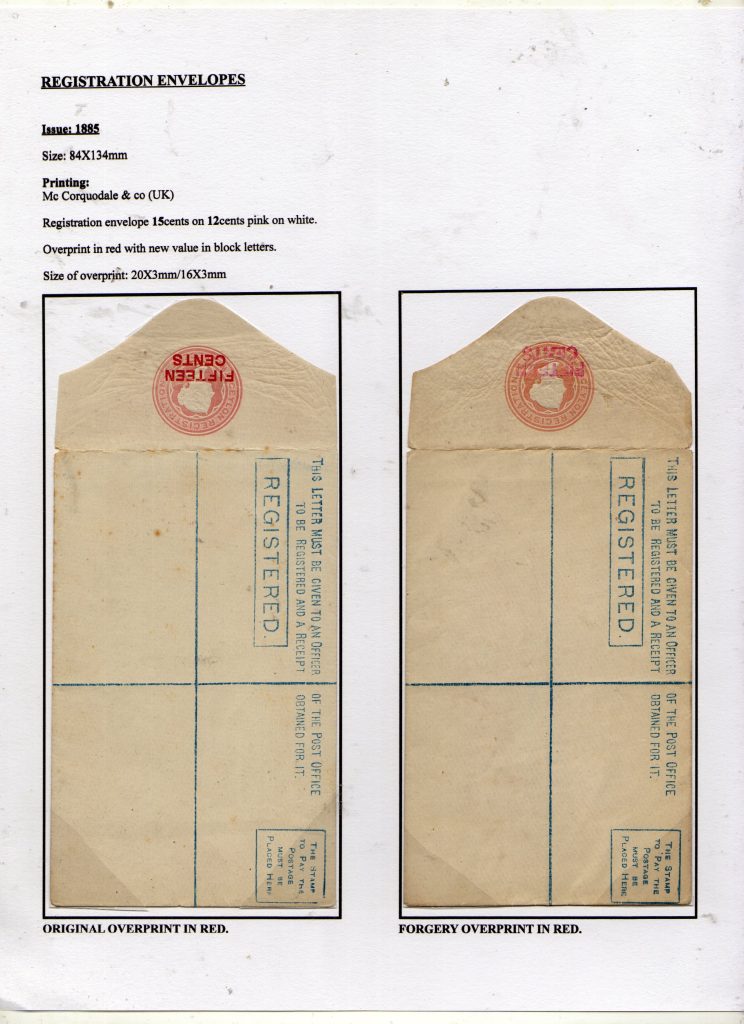 REGISTRATION ENVELOPES
Issue: 1885
Size: 84X134mm
Printing:
Mc Corquodale & co (UK)
Registration envelope 15cents on 12cents pink on white.
Overprint in red with new value in block letters.
Size of overprint: 20X3mm/16X3mm
FIFTEEN
CENTS
REGISTRATION
THIS LETTER MUST BE GIVEN TO AN OFFICER OF THE POST OFFICE
TO BE REGISTERED AND A RECEIPT OBTAINED FOR IT.
REGISTERED.
THE STAMP
TO PAY THE
POSTAGE
MUST BE
PLACED HERE
ORIGINAL OVERPRINT IN RED.
REGISTRATION
THIS LETTER MUST BE GIVEN TO AN OFFICER OF THE POST OFFICE
TO BE REGISTERED AND A RECEIPT OBTAINED FOR IT.
REGISTERED.
THE STAMP
TO PAY THE
POSTAGE
MUST BE
PLACED HERE
FORGERY OVERPRINT IN RED.